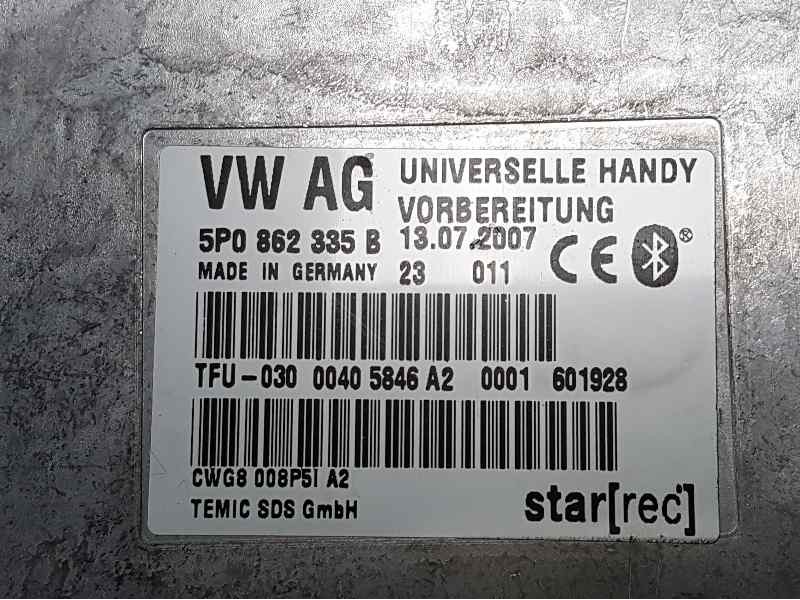 VW AG UNIVERSELLE HANDY
VORBEREITUNG
5P0 862 335 B 13.07.2007
MADE IN GERMANY 23 011 CE ®
TFU-030 0040 5846 A2 0001 601928
CWG8 008P5I A2
TEMIC SDS GmbH star[rec]